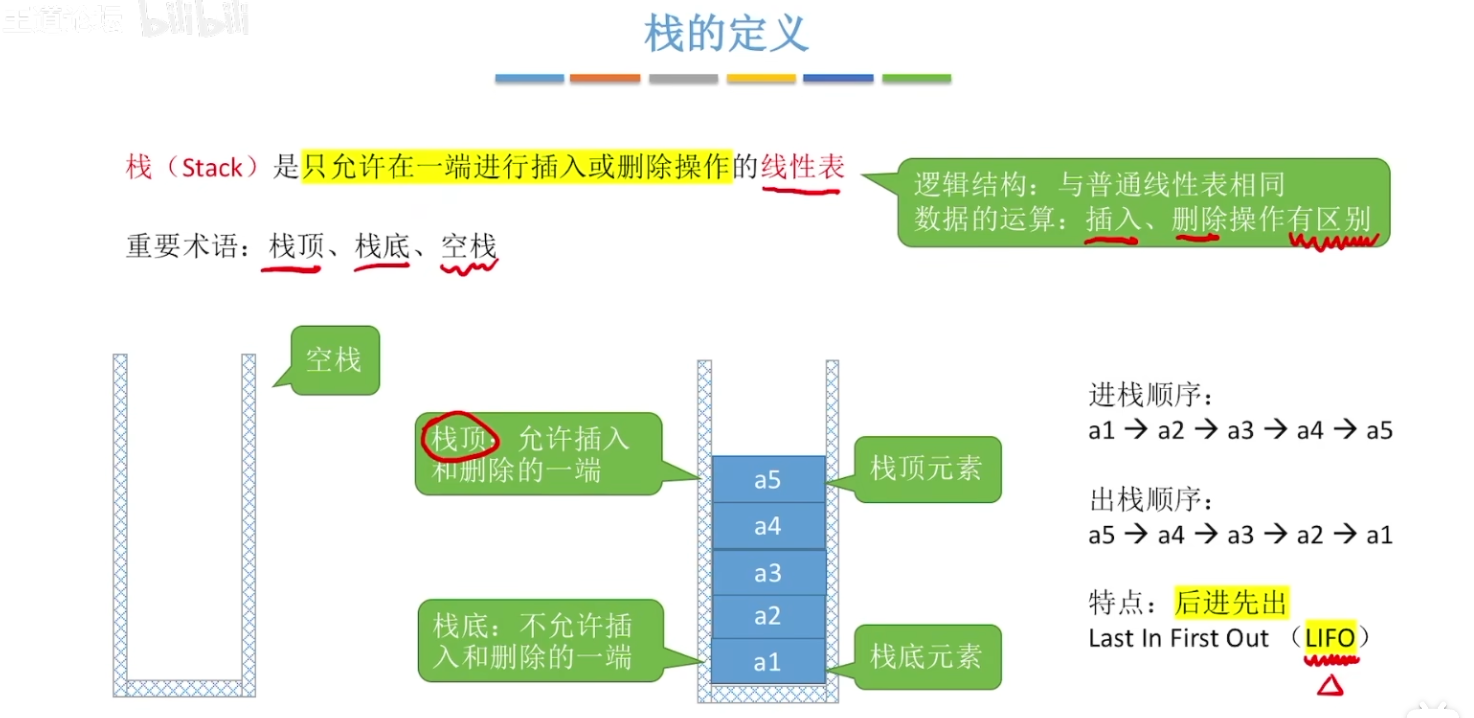 王道论坛 bilibili
栈的定义
栈（Stack）是只允许在一端进行插入或删除操作的线性表
逻辑结构：与普通线性表相同
数据的运算：插入、删除操作有区别
重要术语：栈顶、栈底、空栈
空栈
栈顶：允许插入
和删除的一端
a5
a4
a3
a2
a1
栈顶元素
栈底：不允许插
入和删除的一端
栈底元素
进栈顺序：
a1 → a2 → a3 → a4 → a5
出栈顺序：
a5 → a4 → a3 → a2 → a1
特点：后进先出
Last In First Out （LIFO）